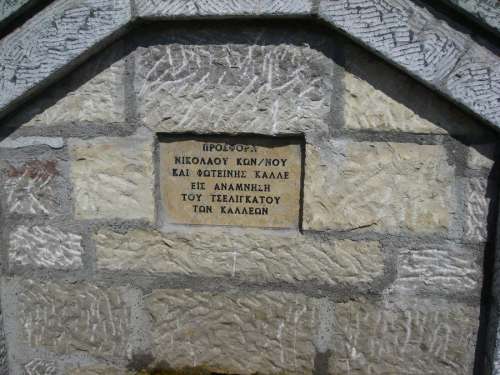 ΠΡΟΣΦΟΡΑ
ΝΙΚΟΛΑΟΥ ΚΩΝ/ΝΟΥ
ΚΑΙ ΦΩΤΕΙΝΗΣ ΚΑΛΛΕ
ΕΙΣ ΑΝΑΜΝΗΣΗ
ΤΟΥ ΤΣΕΛΙΓΚΑΤΟΥ
ΤΩΝ ΚΑΛΛΕΩΝ